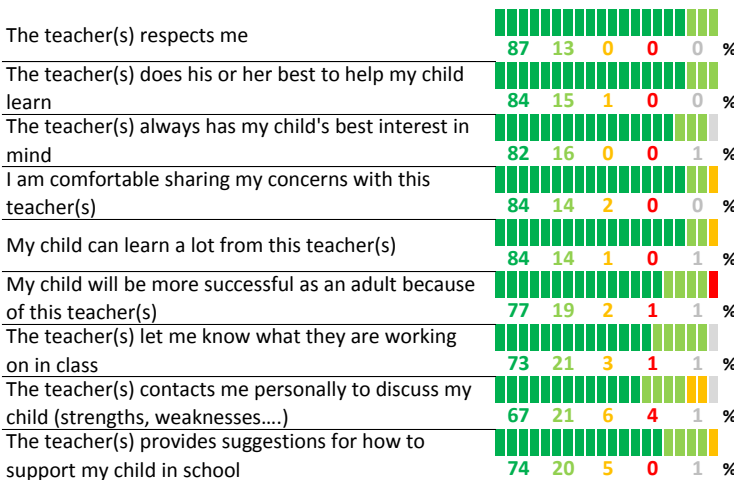 The teacher(s) respects me
87 13 0 0 0 %
The teacher(s) does his or her best to help my child
learn
84 15 1 0 0 %
The teacher(s) always has my child's best interest in
mind
82 16 0 0 1 %
I am comfortable sharing my concerns with this
teacher(s)
84 14 2 0 0 %
My child can learn a lot from this teacher(s)
84 14 1 0 1 %
My child will be more successful as an adult because
of this teacher(s)
77 19 2 1 1 %
The teacher(s) let me know what they are working
on in class
73 21 3 1 1 %
The teacher(s) contacts me personally to discuss my
child (strengths, weaknesses....)
67 21 6 4 1 %
The teacher(s) provides suggestions for how to
support my child in school
74 20 5 0 1 %